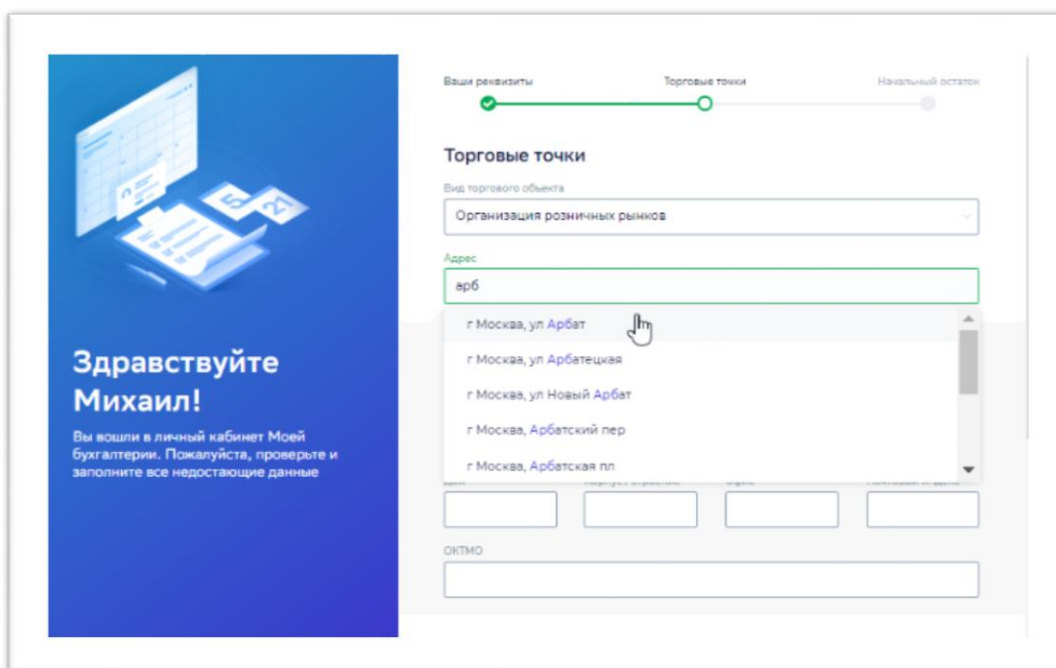 Ваши реквизиты
Торговые точки
Начальный остаток
Торговые точки
Вид торгового объекта
Организация розничных рынков
Адрес
арб
г Москва, ул Арбат
г Москва, ул Арбатецкая
г Москва, ул Новый Арбат
г Москва, Арбатский пер
г Москва, Арбатская пл
ОКТМО
Здравствуйте
Михаил!
Вы вошли в личный кабинет Моей
бухгалтерии. Пожалуйста, проверьте и
заполните все недостающие данные
5
21